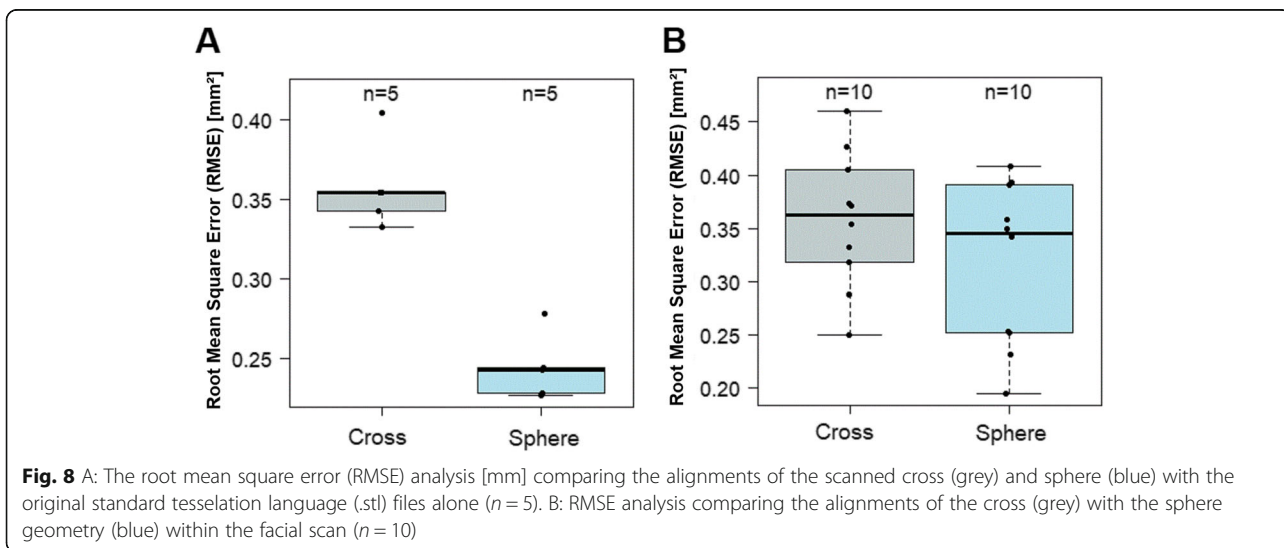 A
B
Root Mean Square Error (RMSE) [mm²]
n=5
n=5
0.40
0.35
0.30
0.25
Cross
Sphere
Root Mean Square Error (RMSE) [mm²]
n=10
n=10
0.45
0.40
0.35
0.30
0.25
0.20
Cross
Sphere
Fig. 8 A: The root mean square error (RMSE) analysis [mm] comparing the alignments of the scanned cross (grey) and sphere (blue) with the
original standard tesselation language (.stl) files alone (n = 5). B: RMSE analysis comparing the alignments of the cross (grey) with the sphere
geometry (blue) within the facial scan (n = 10)